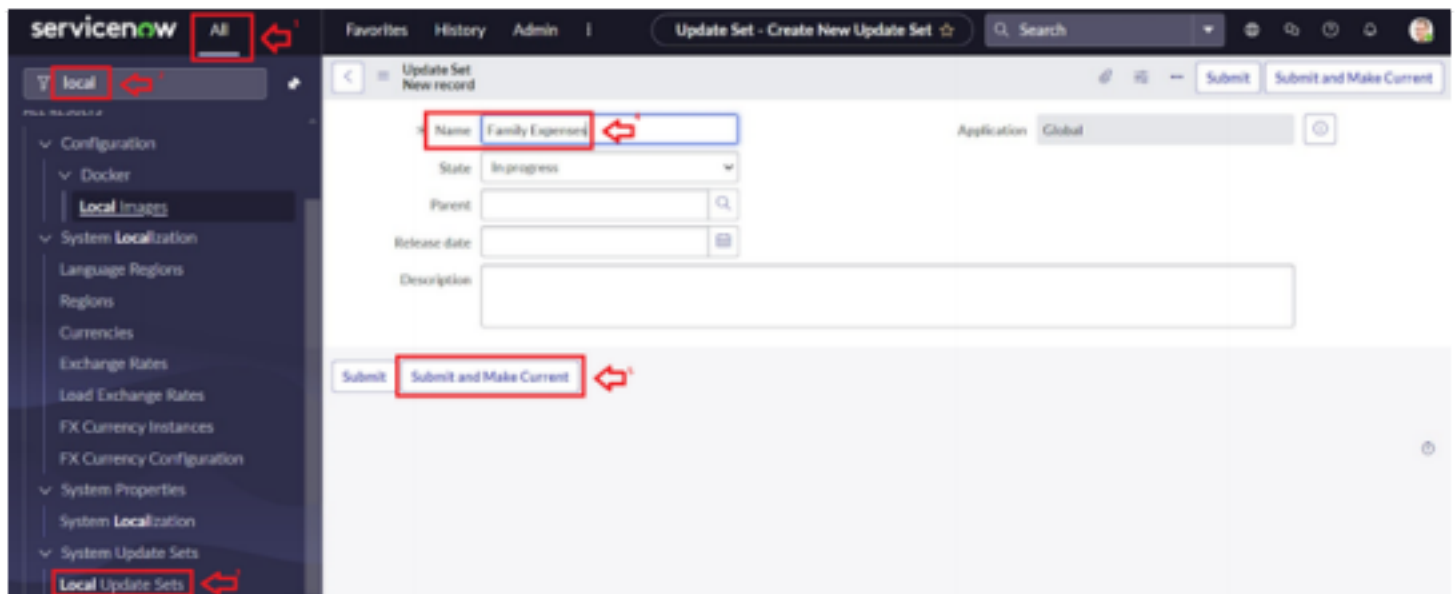 servicenow All Favorites History Admin Update Set - Create New Update Set Search
local
Update Set
New record
Submit Submit and Make Current
Configuration
Docker
Local Images
System Localization
Language Regions
Regions
Currencies
Exchange Rates
Load Exchange Rates
FX Currency Instances
FX Currency Configuration
System Properties
System Localization
System Update Sets
Local Update Sets
Name Family Expenses
Application Global
State In progress
Parent
Release date
Description
Submit Submit and Make Current